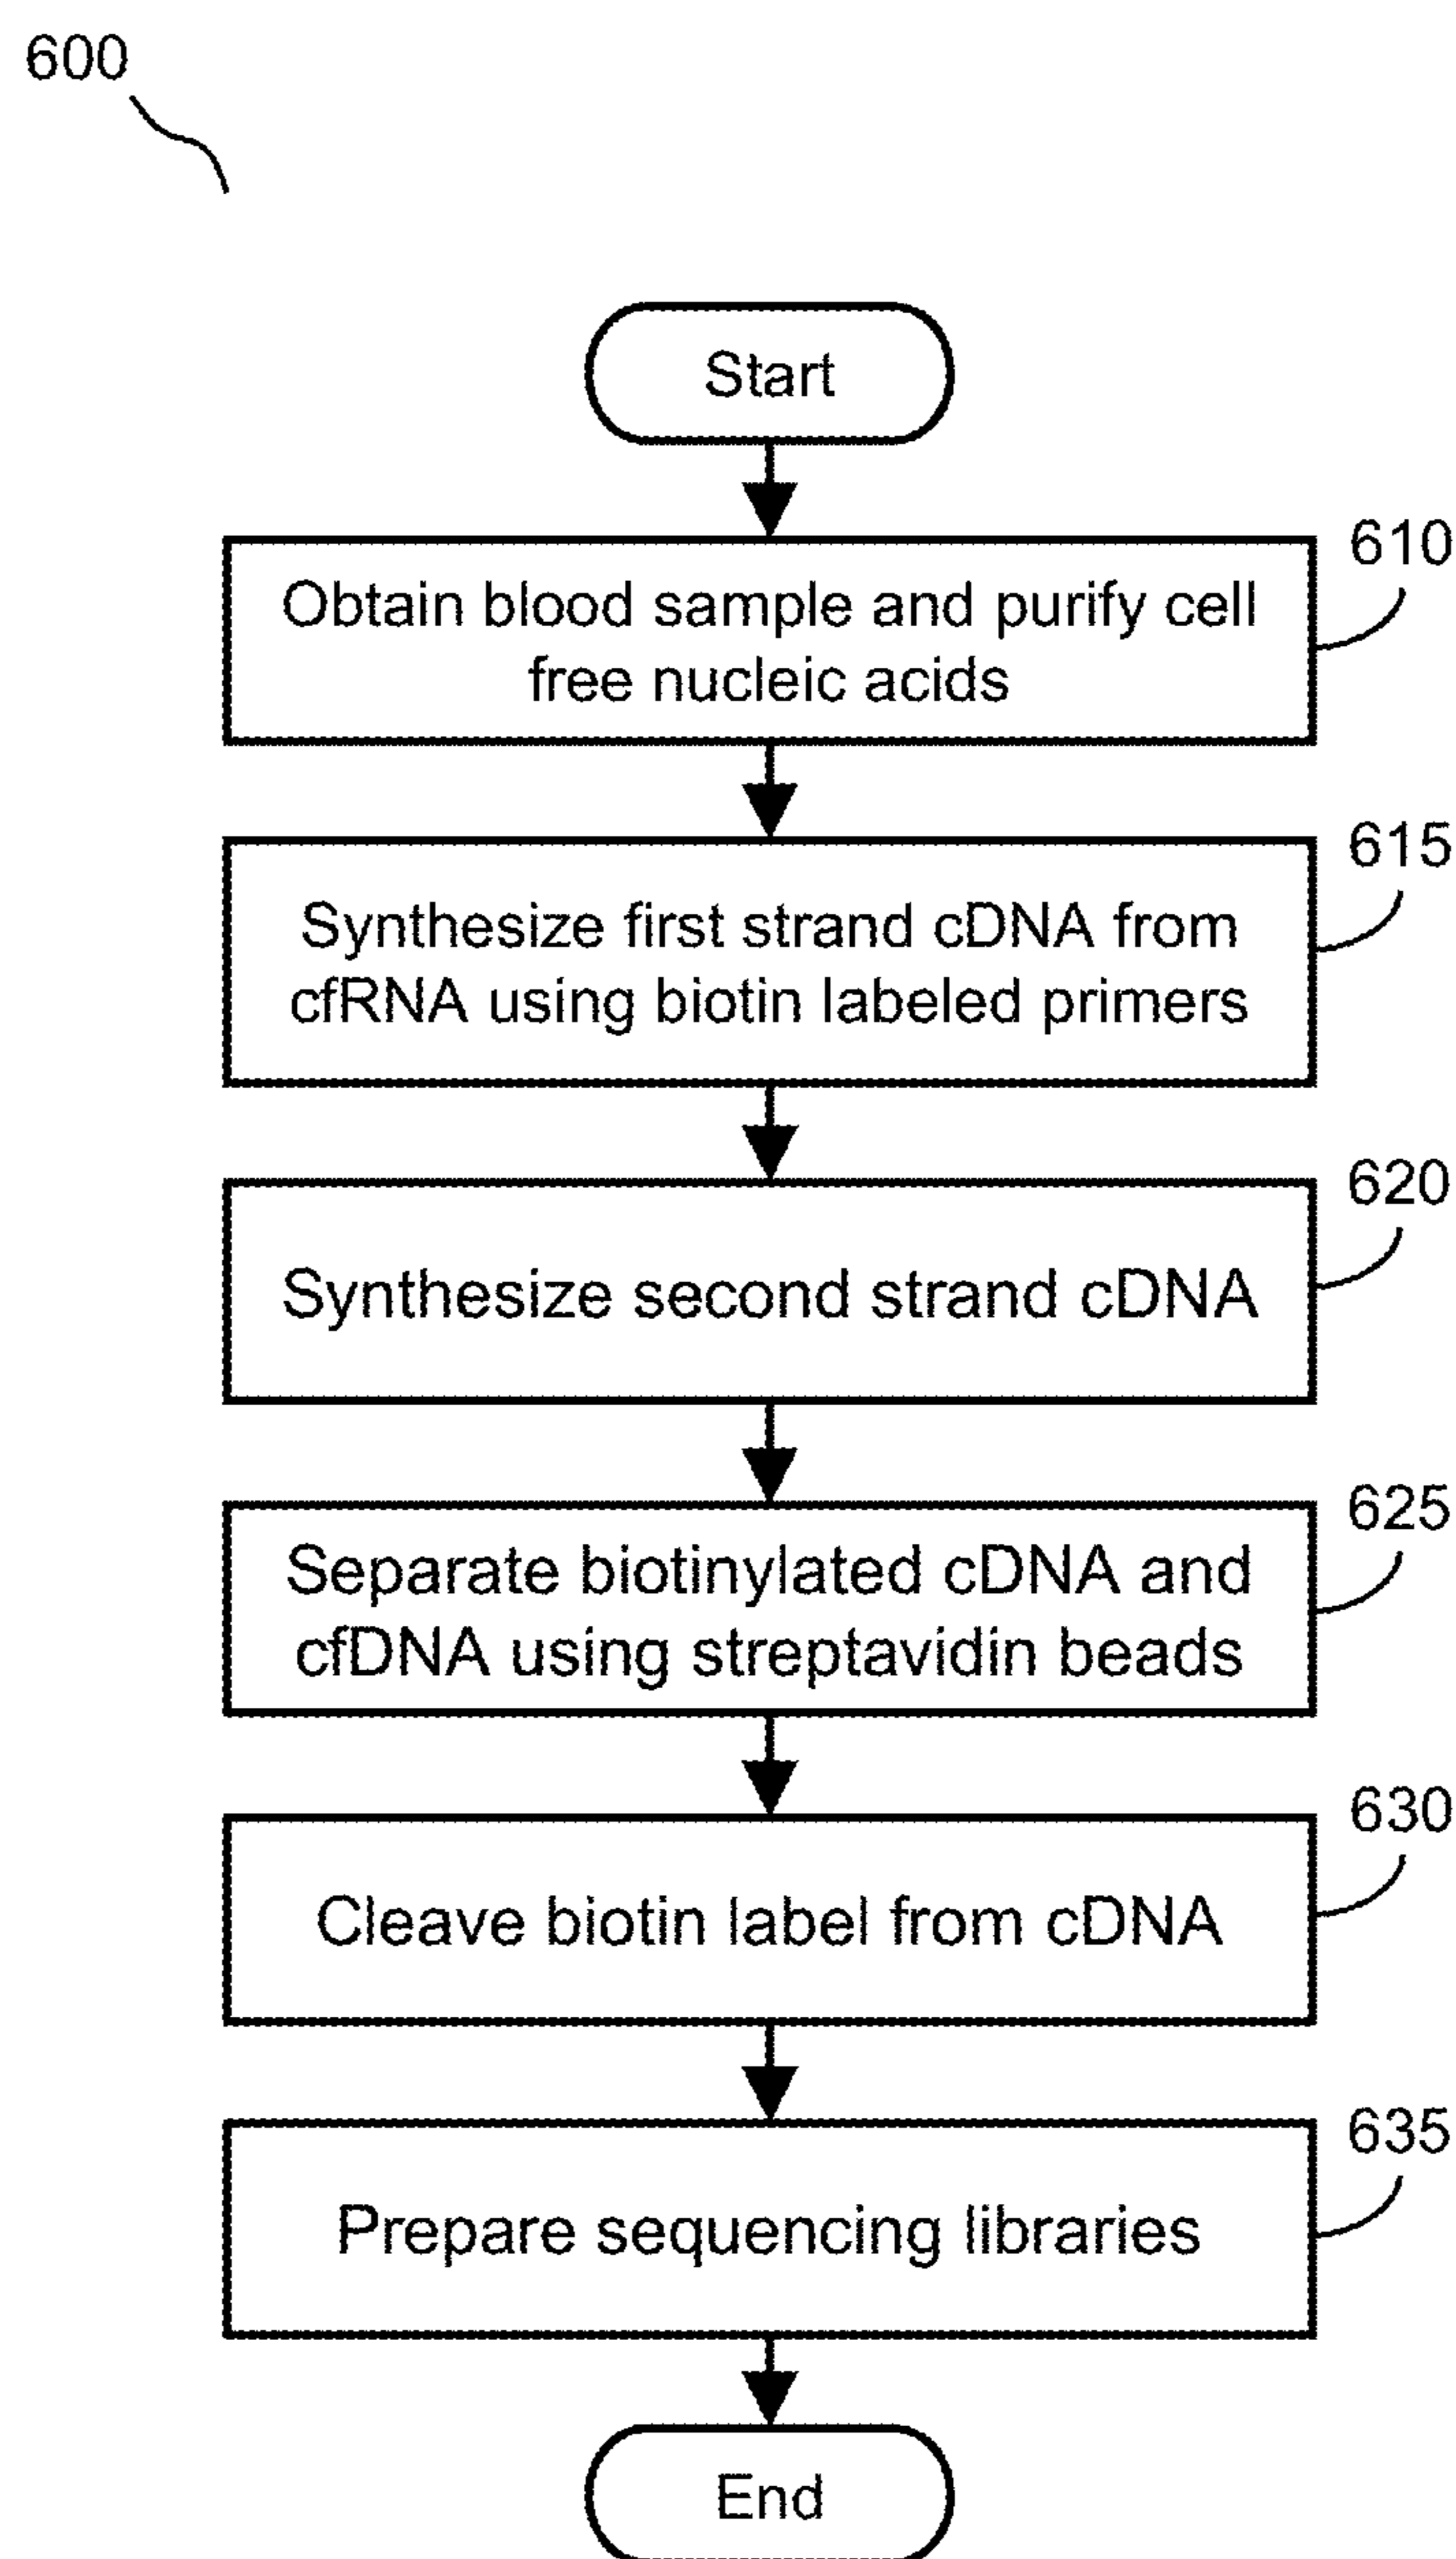 600
Start
610
Obtain blood sample and purify cell
free nucleic acids
615
Synthesize first strand cDNA from
cfRNA using biotin labeled primers
620
Synthesize second strand cDNA
625
Separate biotinylated cDNA and
cfDNA using streptavidin beads
630
Cleave biotin label from cDNA
635
Prepare sequencing libraries
End